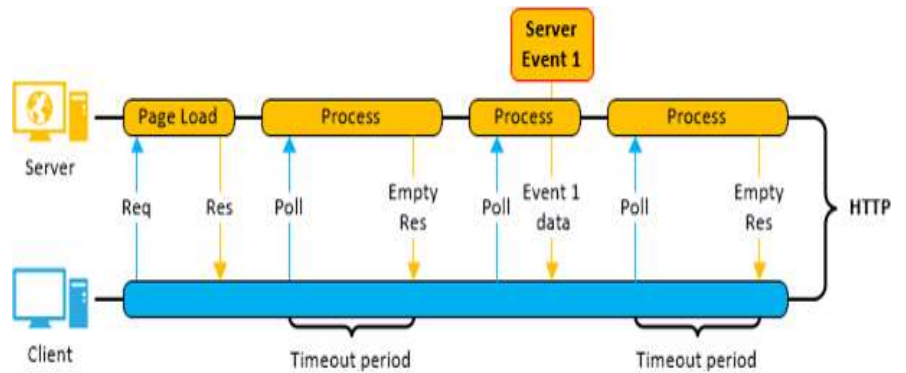 Server
Event 1
Page Load
Process
Process
Process
Server
Req
Res
Poll
Empty
Res
Poll
Event 1
data
Poll
Empty
Res
HTTP
Client
Timeout period
Timeout period